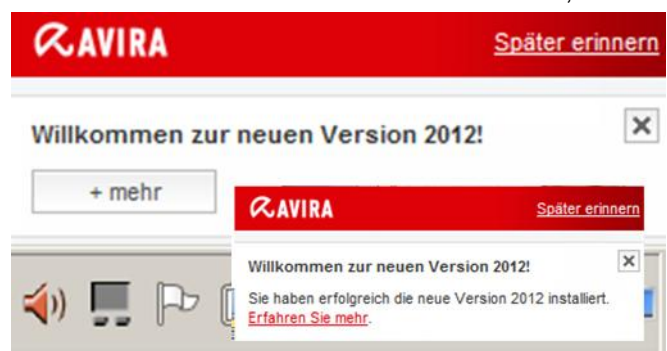 AVIRA
Später erinnern
Willkommen zur neuen Version 2012!
+ mehr
AVIRA
Später erinnern
Willkommen zur neuen Version 2012!
Sie haben erfolgreich die neue Version 2012 installiert.
Erfahren Sie mehr.